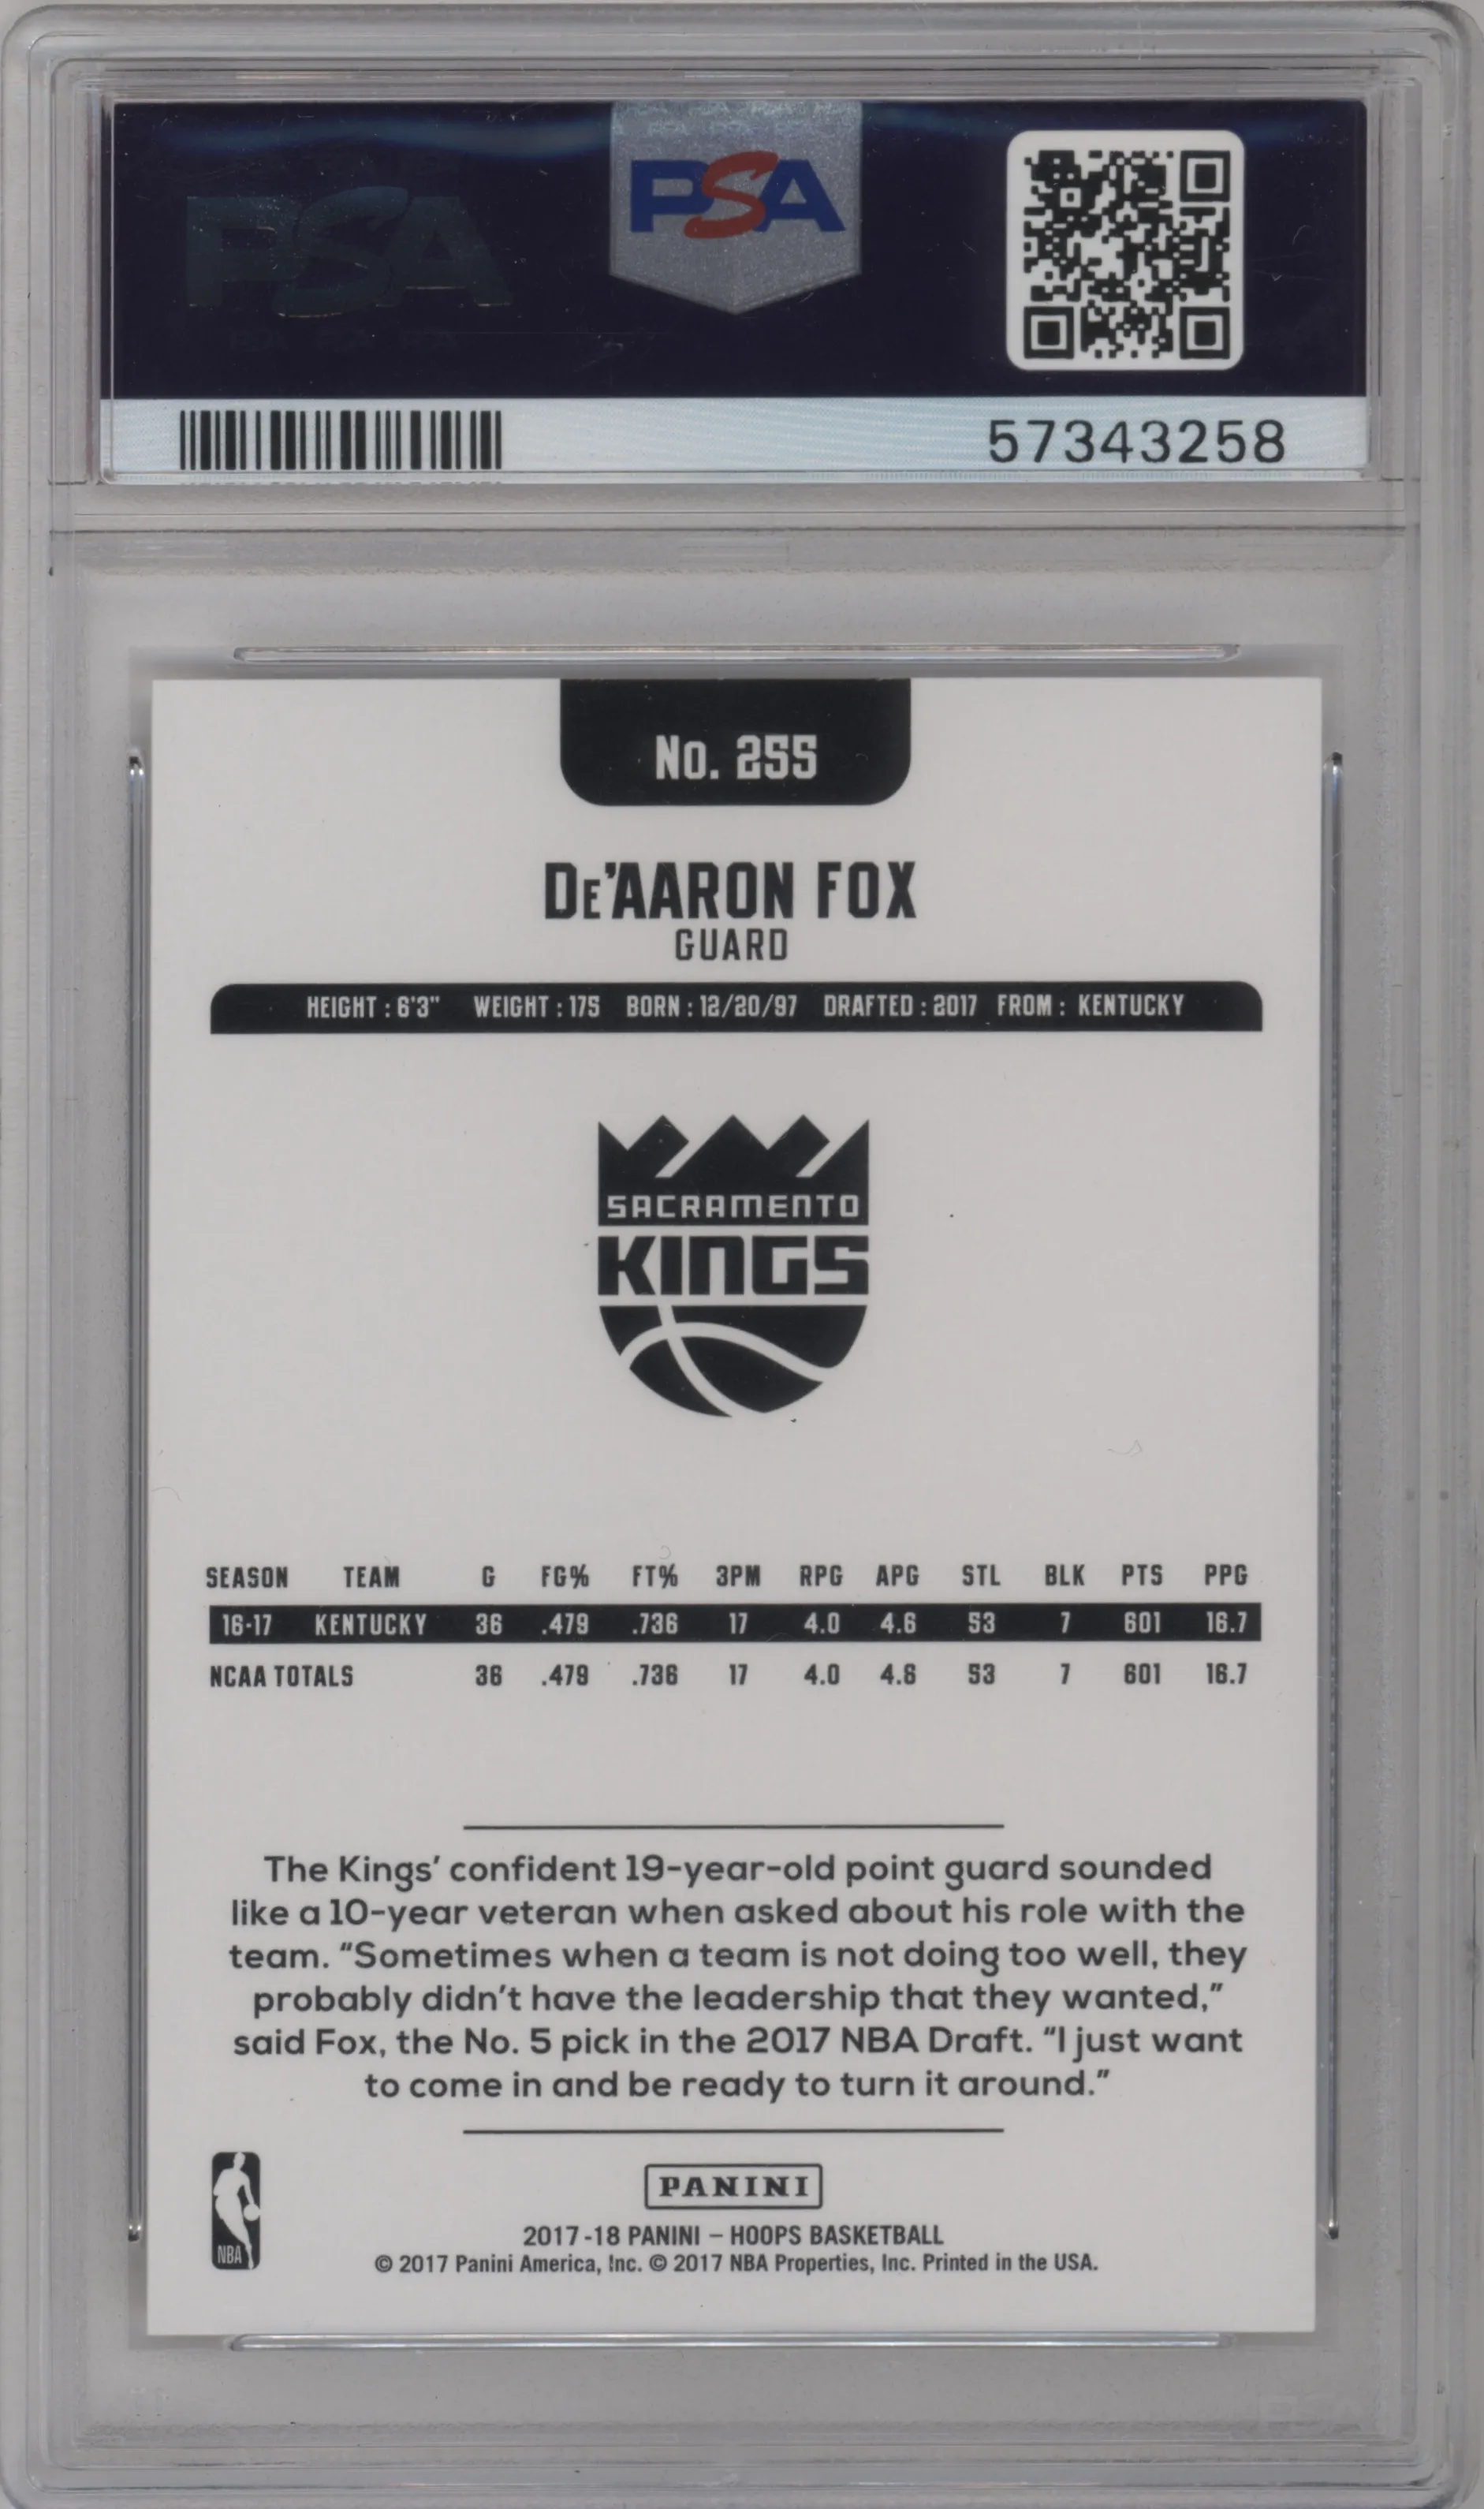 PSA
PSA
57343258
No. 255
DE'AARON FOX
GUARD
HEIGHT : 6'3" WEIGHT : 175 BORN : 12/20/97 DRAFTED : 2017 FROM : KENTUCKY
SACRAMENTO
KINGS
SEASON TEAM G FG% FT% 3PM RPG APG STL BLK PTS PPG
16-17 KENTUCKY 36 .479 .736 17 4.0 4.6 53 7 601 16.7
NCAA TOTALS 36 .479 .736 17 4.0 4.6 53 7 601 16.7
The Kings' confident 19-year-old point guard sounded
like a 10-year veteran when asked about his role with the
team. "Sometimes when a team is not doing too well, they
probably didn't have the leadership that they wanted,"
said Fox, the No. 5 pick in the 2017 NBA Draft. "I just want
to come in and be ready to turn it around."
PANINI
NBA
2017-18 PANINI – HOOPS BASKETBALL
© 2017 Panini America, Inc. © 2017 NBA Properties, Inc. Printed in the USA.